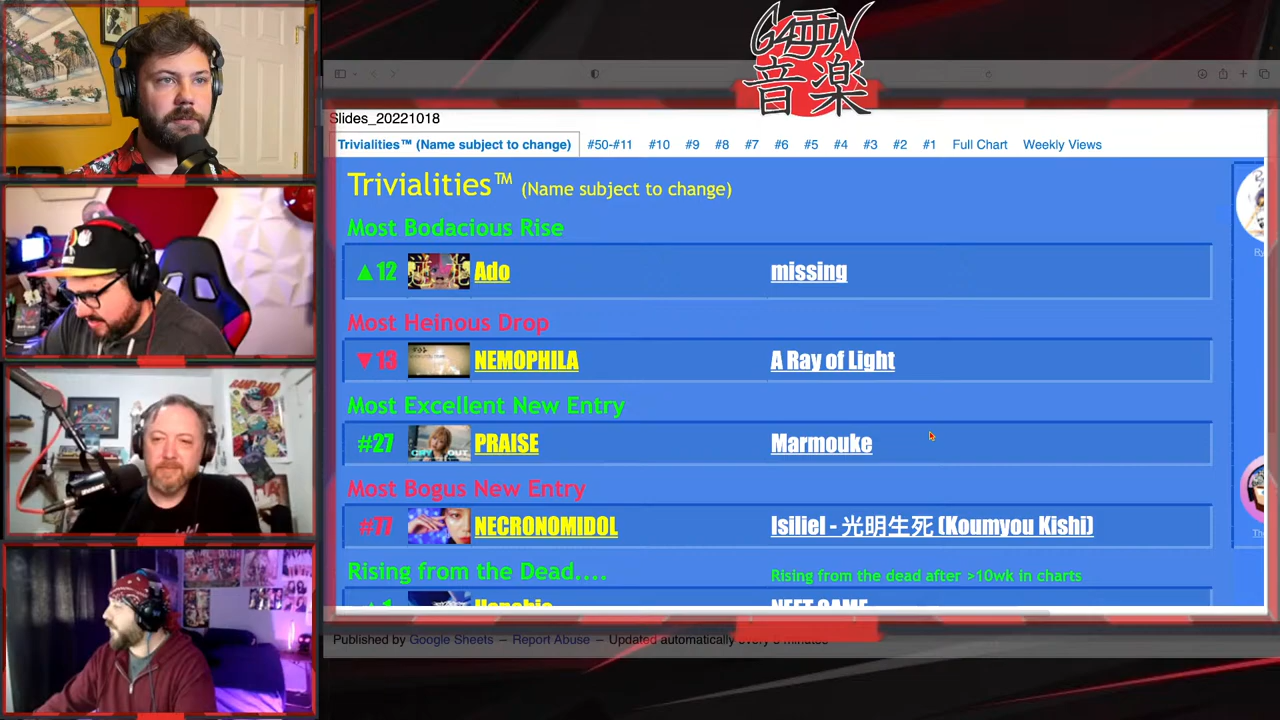 音楽
Slides_20221018
Trivialities™ (Name subject to change) #50-#11 #10 #9 #8 #7 #6 #5 #4 #3 #2 #1 Full Chart Weekly Views
Trivialities™ (Name subject to change)
Most Bodacious Rise
▲12 Ado missing
Most Heinous Drop
▼13 NEMOPHILA A Ray of Light
Most Excellent New Entry
#27 CRY OUT PRAISE Marmouke
Most Bogus New Entry
#77 NECRONOMIDOL Isiliel - 光明生死 (Koumyou Kishi)
Rising from the Dead.... Rising from the dead after >10wk in charts
NEET GAME
Published by Google Sheets – Report Abuse – Updated automatically every 5 minutes